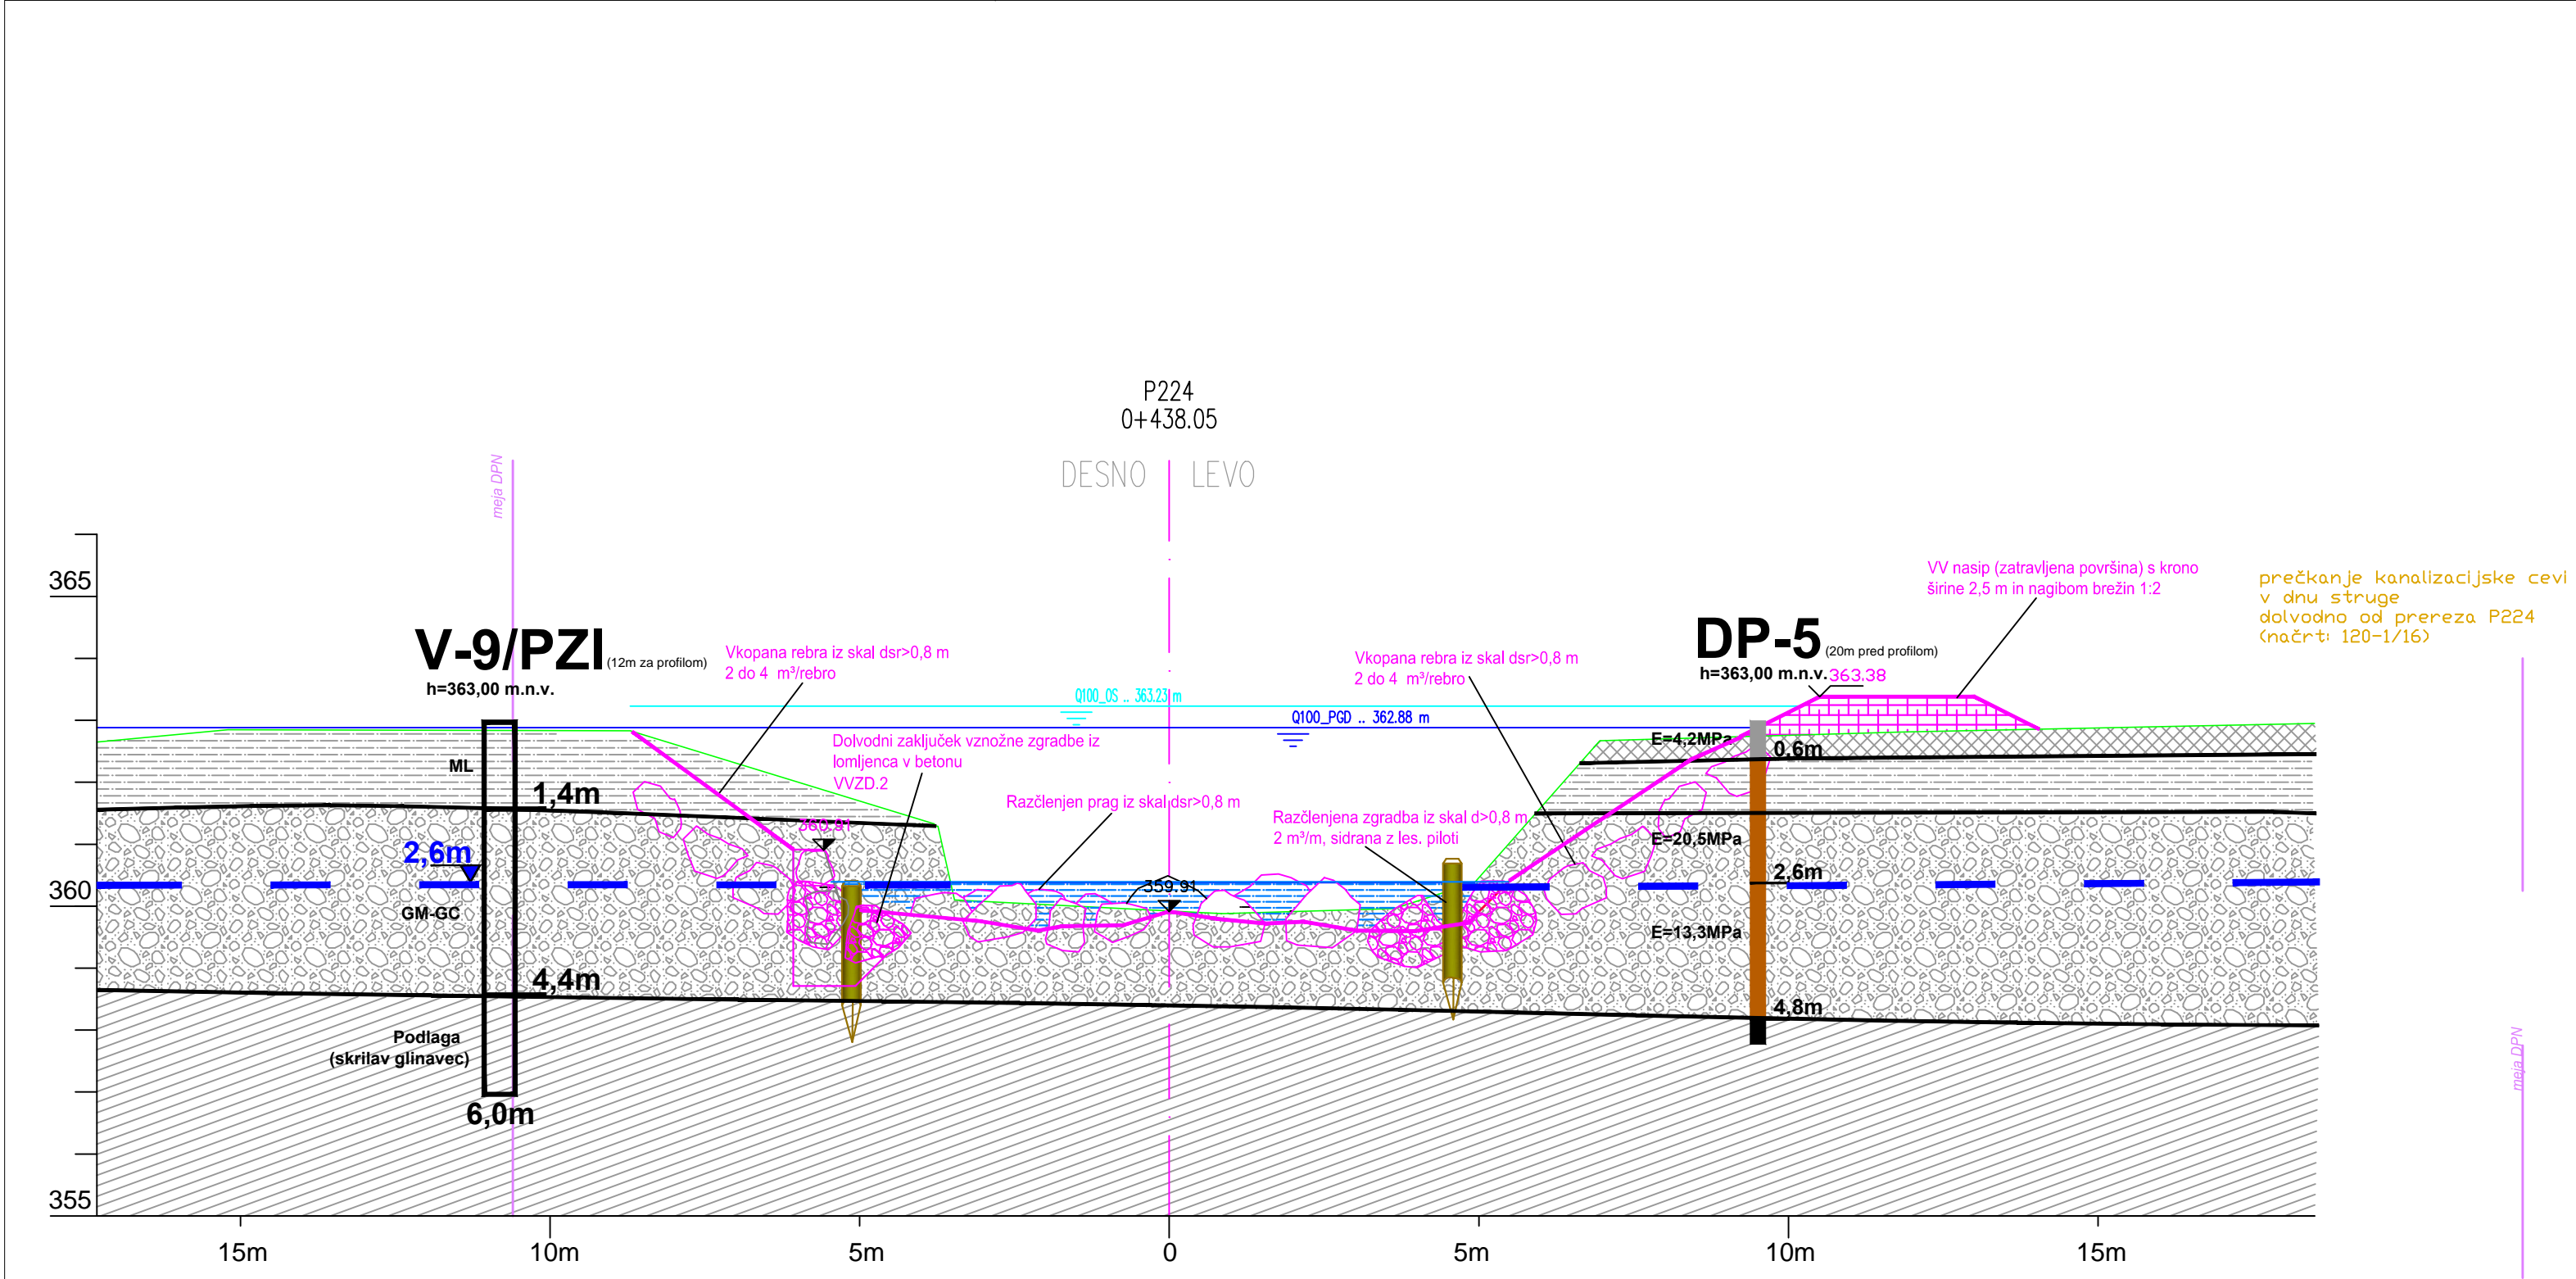 P224
0+438.05
DESNO
LEVO
meja DPN
365
360
355
V-9/PZI (12m za profilom)
h=363,00 m.n.v.
Vkopana rebra iz skal dsr>0,8 m
2 do 4 m³/rebro
Q100_OS .. 363.23 m
Q100_PGD .. 362.88 m
Vkopana rebra iz skal dsr>0,8 m
2 do 4 m³/rebro
DP-5 (20m pred profilom)
h=363,00 m.n.v.
363.38
VV nasip (zatravljena površina) s krono
širine 2,5 m in nagibom brežin 1:2
prečkanje kanalizacijske cevi
v dnu struge
dolvodno od prereza P224
(načrt: 120-1/16)
Dolvodni zaključek vznožne zgradbe iz
lomljenca v betonu
VVZD.2
Razčlenjen prag iz skal dsr>0,8 m
Razčlenjena zgradba iz skal d>0,8 m
2 m³/m, sidrana z les. piloti
ML
1,4m
2,6m
GM-GC
4,4m
Podlaga
(skrilav glinavec)
6,0m
360.91
359.91
E=4,2MPa
0,6m
E=20,5MPa
2,6m
E=13,3MPa
4,8m
meja DPN
15m
10m
5m
0
5m
10m
15m